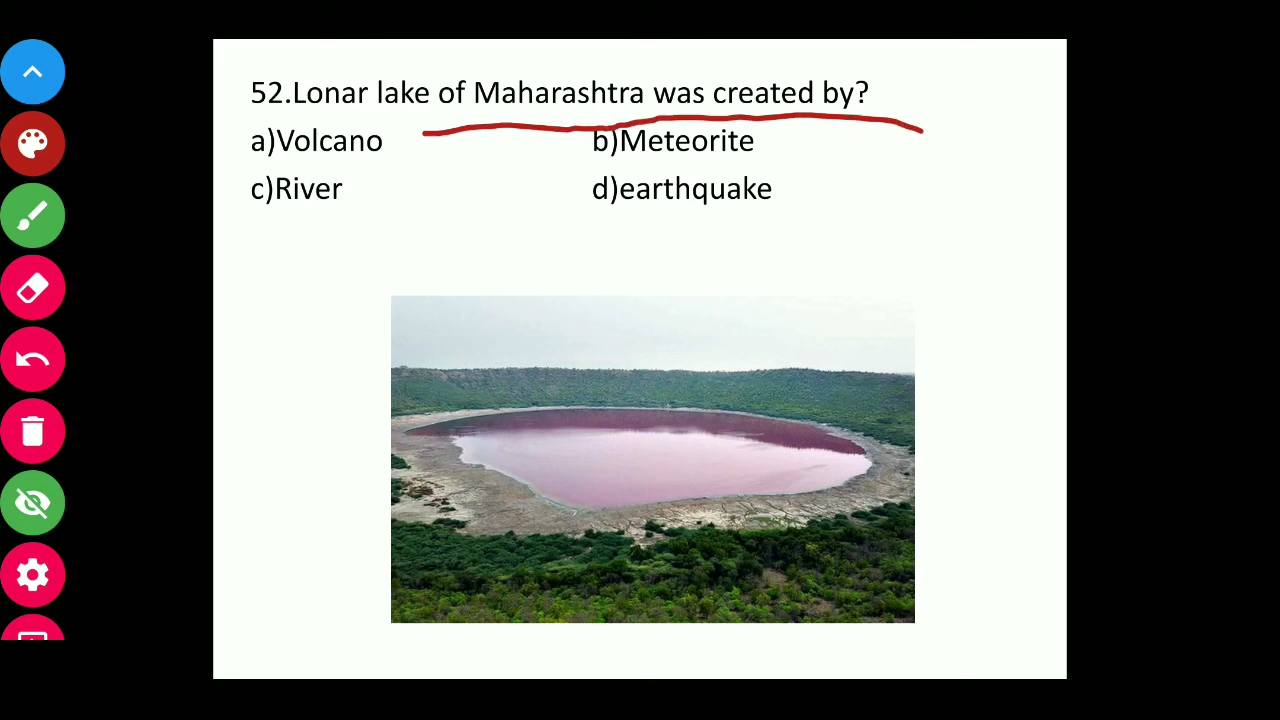 52.Lonar lake of Maharashtra was created by?
a)Volcano b)Meteorite
c)River d)earthquake